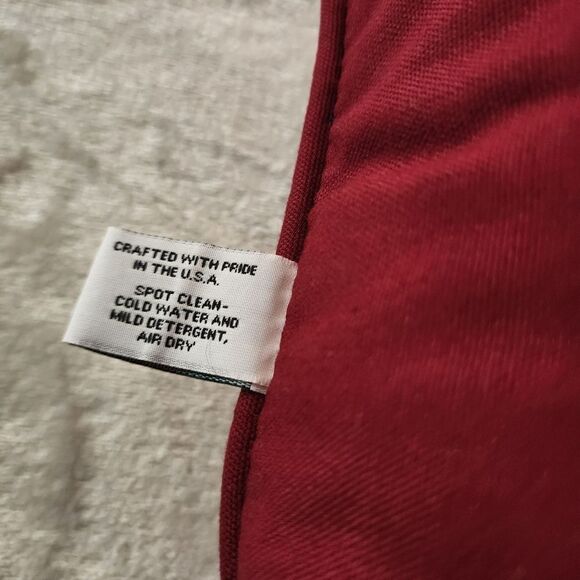 CRAFTED WITH PRIDE
IN THE U.S.A.
SPOT CLEAN-
COLD WATER AND
MILD DETERGENT,
AIR DRY